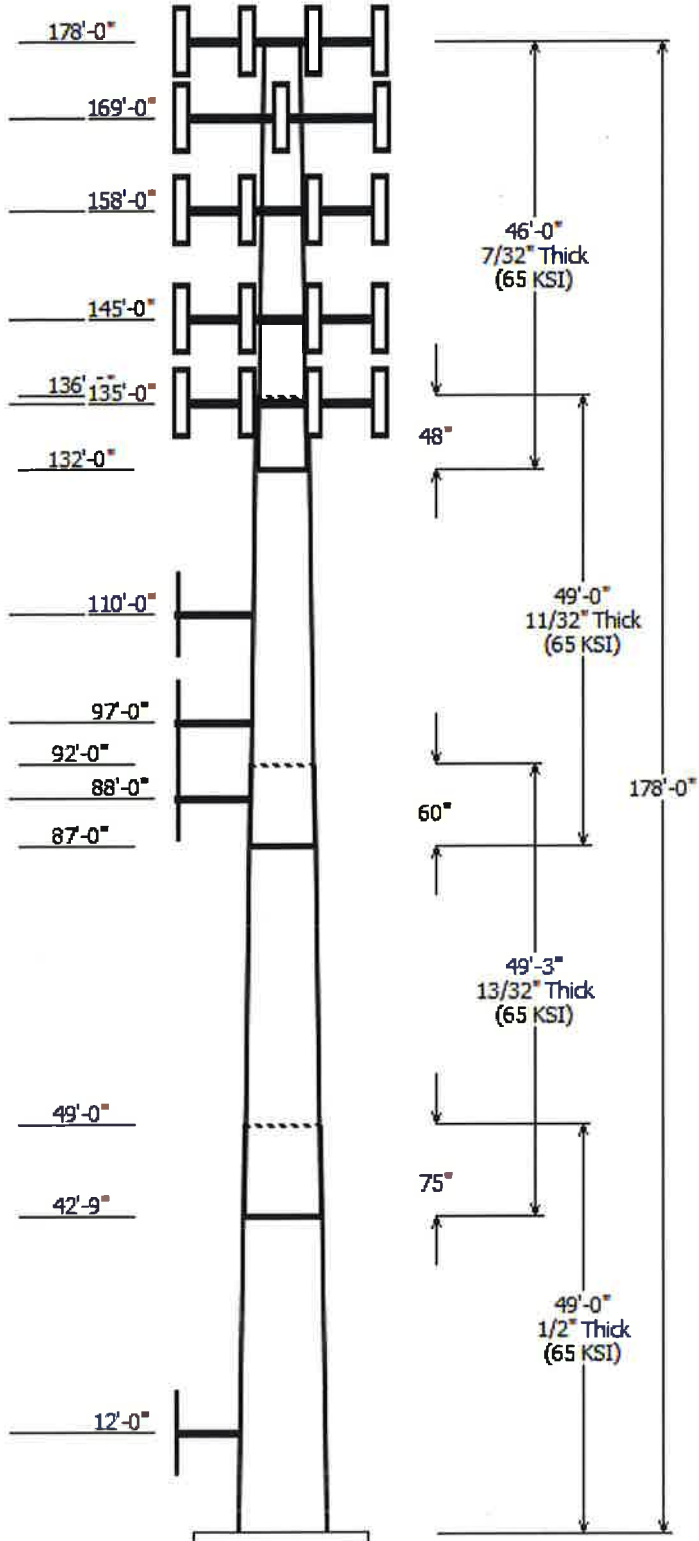 178'-0"
169'-0"
158'-0"
46'-0"
7/32" Thick
(65 KSI)
145'-0"
136'
135'-0"
48"
132'-0"
110'-0"
49'-0"
11/32" Thick
(65 KSI)
97'-0"
92'-0"
88'-0"
178'-0"
60"
87'-0"
49'-3"
13/32" Thick
(65 KSI)
49'-0"
75"
42'-9"
49'-0"
1/2" Thick
(65 KSI)
12'-0"